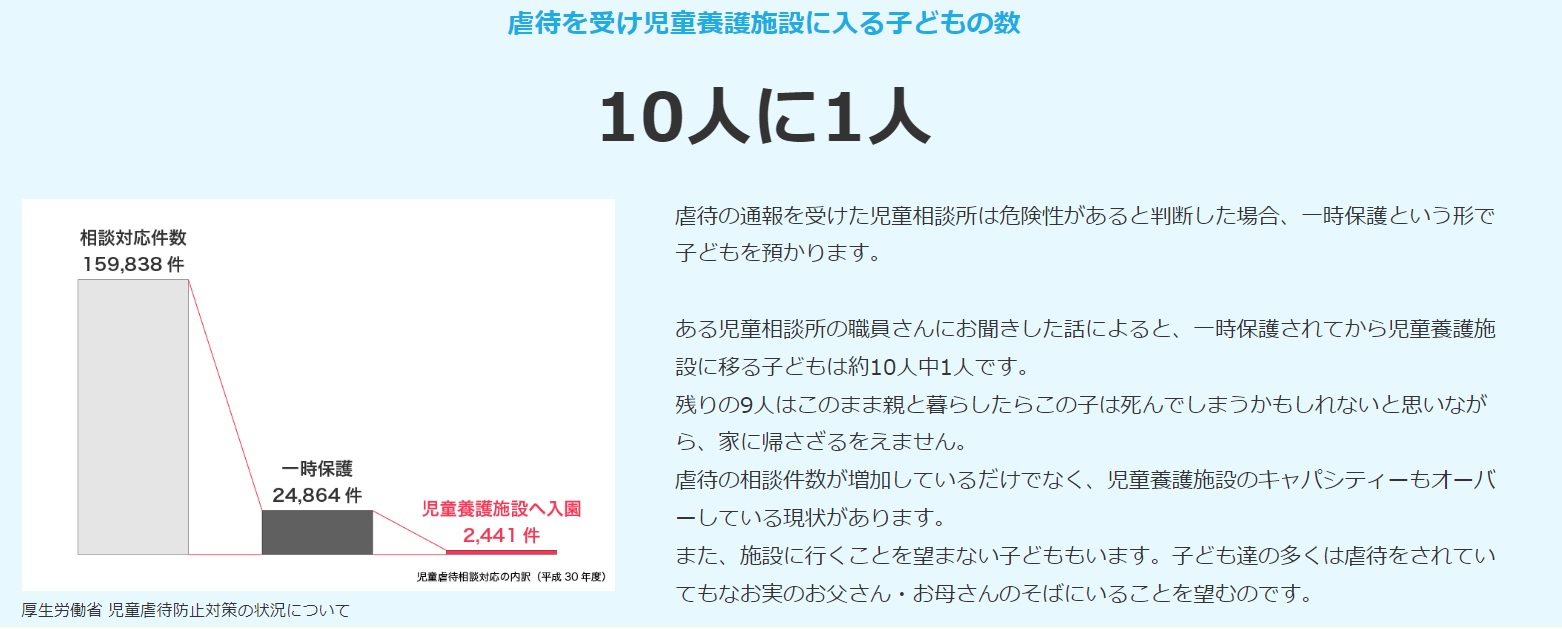 虐待を受け児童養護施設に入る子どもの数
10人に1人
相談対応件数
159,838 件
一時保護
24,864 件
児童養護施設へ入園
2,441 件
児童虐待相談対応の内訳（平成 30 年度）
厚生労働省 児童虐待防止対策の状況について
虐待の通報を受けた児童相談所は危険性があると判断した場合、一時保護という形で
子どもを預かります。
ある児童相談所の職員さんにお聞きした話によると、一時保護されてから児童養護施
設に移る子どもは約10人中1人です。
残りの9人はこのまま親と暮らしたらこの子は死んでしまうかもしれないと思いなが
ら、家に帰さざるをえません。
虐待の相談件数が増加しているだけでなく、児童養護施設のキャパシティーもオーバ
ーしている現状があります。
また、施設に行くことを望まない子どももいます。子ども達の多くは虐待をされてい
てもなお実のお父さん・お母さんのそばにいることを望むのです。